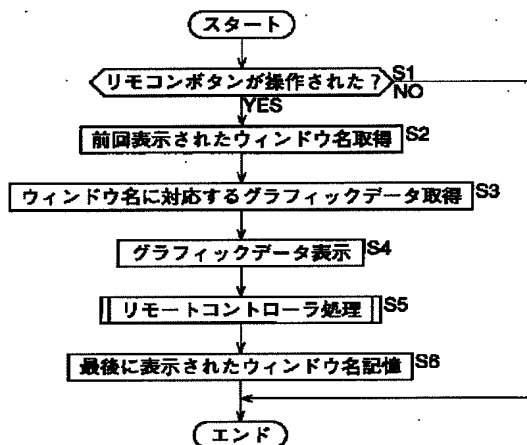 スタート
リモコンボタンが操作された？ S1
NO
YES
前回表示されたウィンドウ名取得 S2
ウィンドウ名に対応するグラフィックデータ取得 S3
グラフィックデータ表示 S4
リモートコントローラ処理 S5
最後に表示されたウィンドウ名記憶 S6
エンド